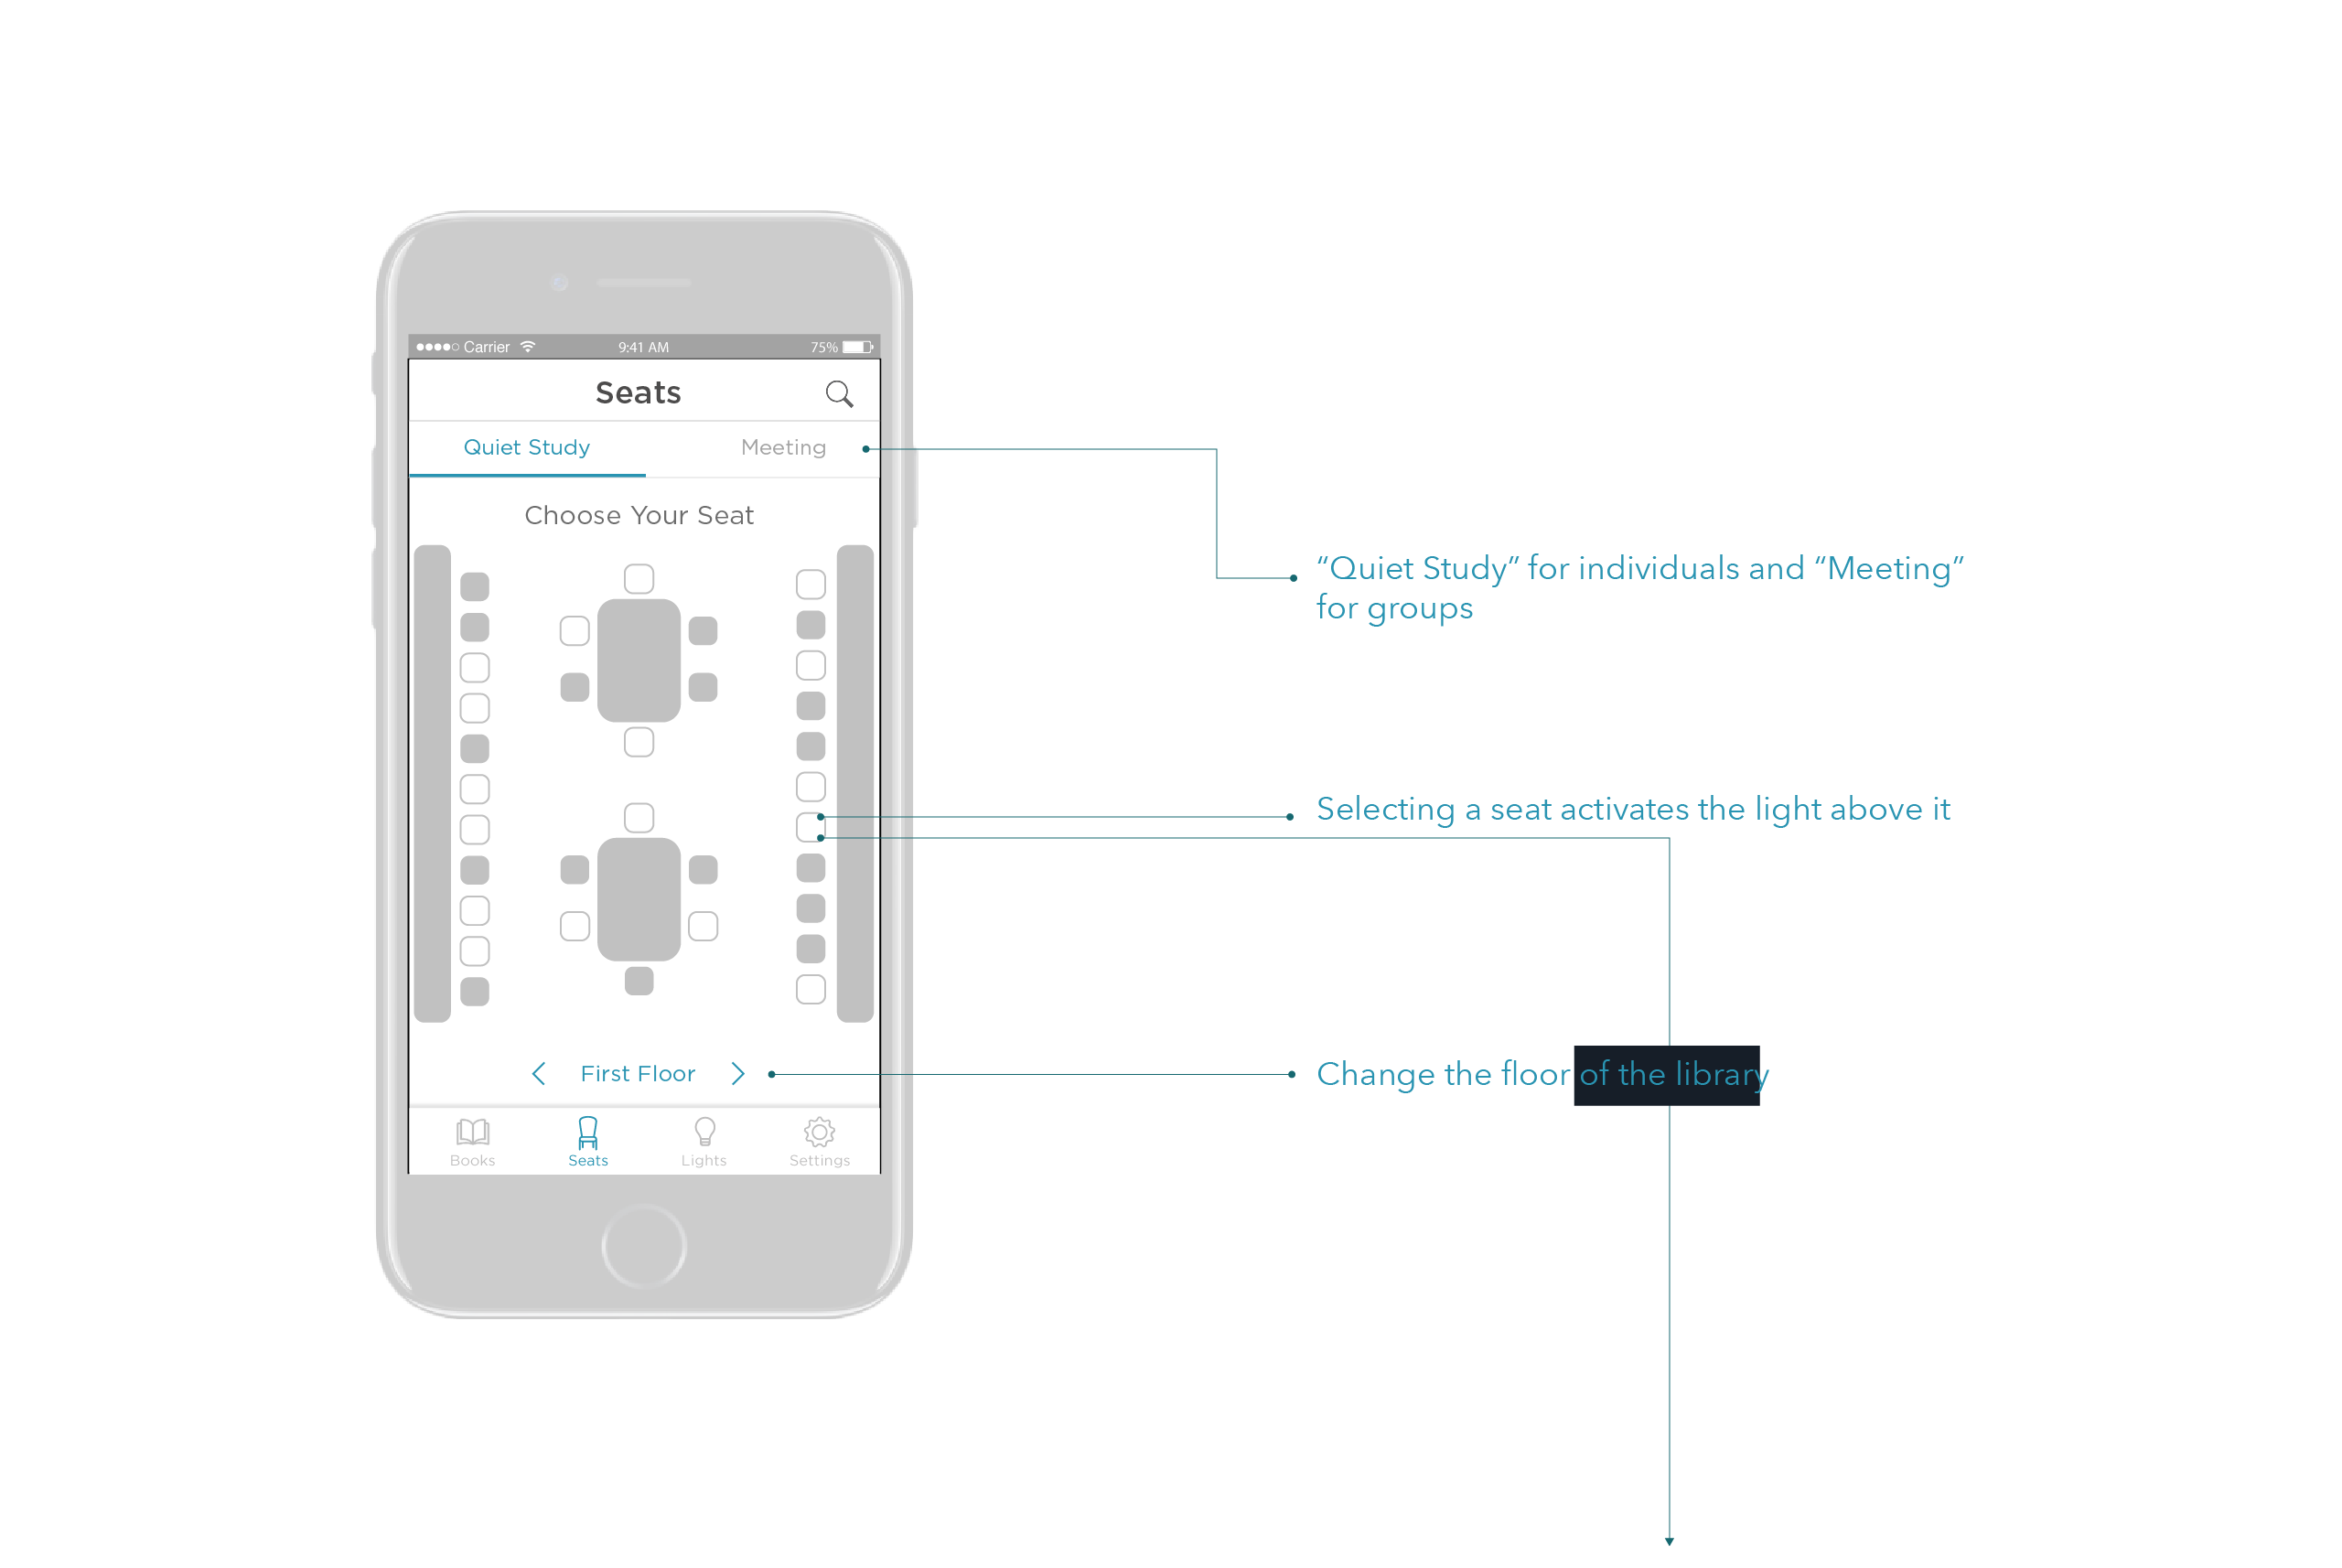 Carrier 9:41 AM 75%
Seats
Quiet Study Meeting
Choose Your Seat
“Quiet Study” for individuals and “Meeting”
for groups
Selecting a seat activates the light above it
First Floor
Change the floor of the library
Books Seats Lights Settings